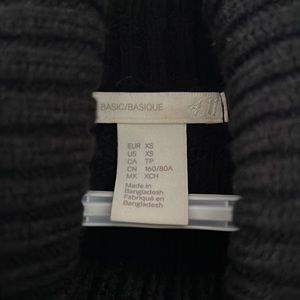 BASIC/BASIQUE
H&M
EUR XS
US XS
CA TP
CN 160/80A
MX XCH
Made in
Bangladesh
Fabriqué en
Bangladesh